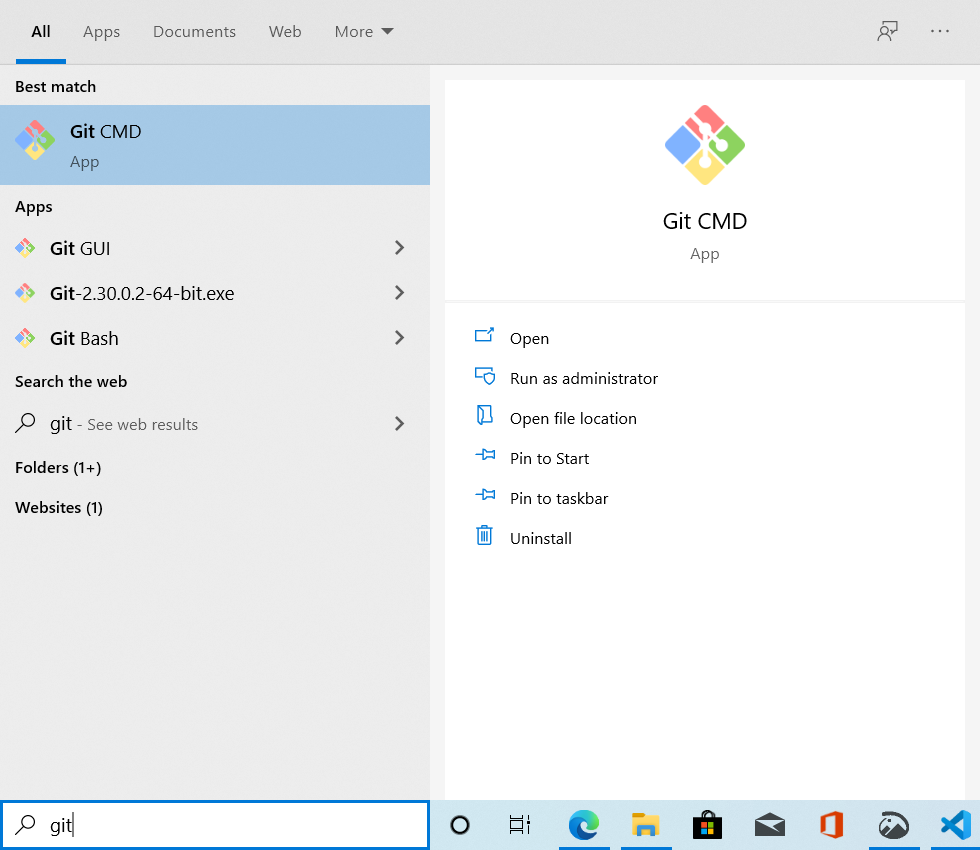 All Apps Documents Web More
Best match
Git CMD
App
Apps
Git GUI
Git-2.30.0.2-64-bit.exe
Git Bash
Search the web
git - See web results
Folders (1+)
Websites (1)
Git CMD
App
Open
Run as administrator
Open file location
Pin to Start
Pin to taskbar
Uninstall
git